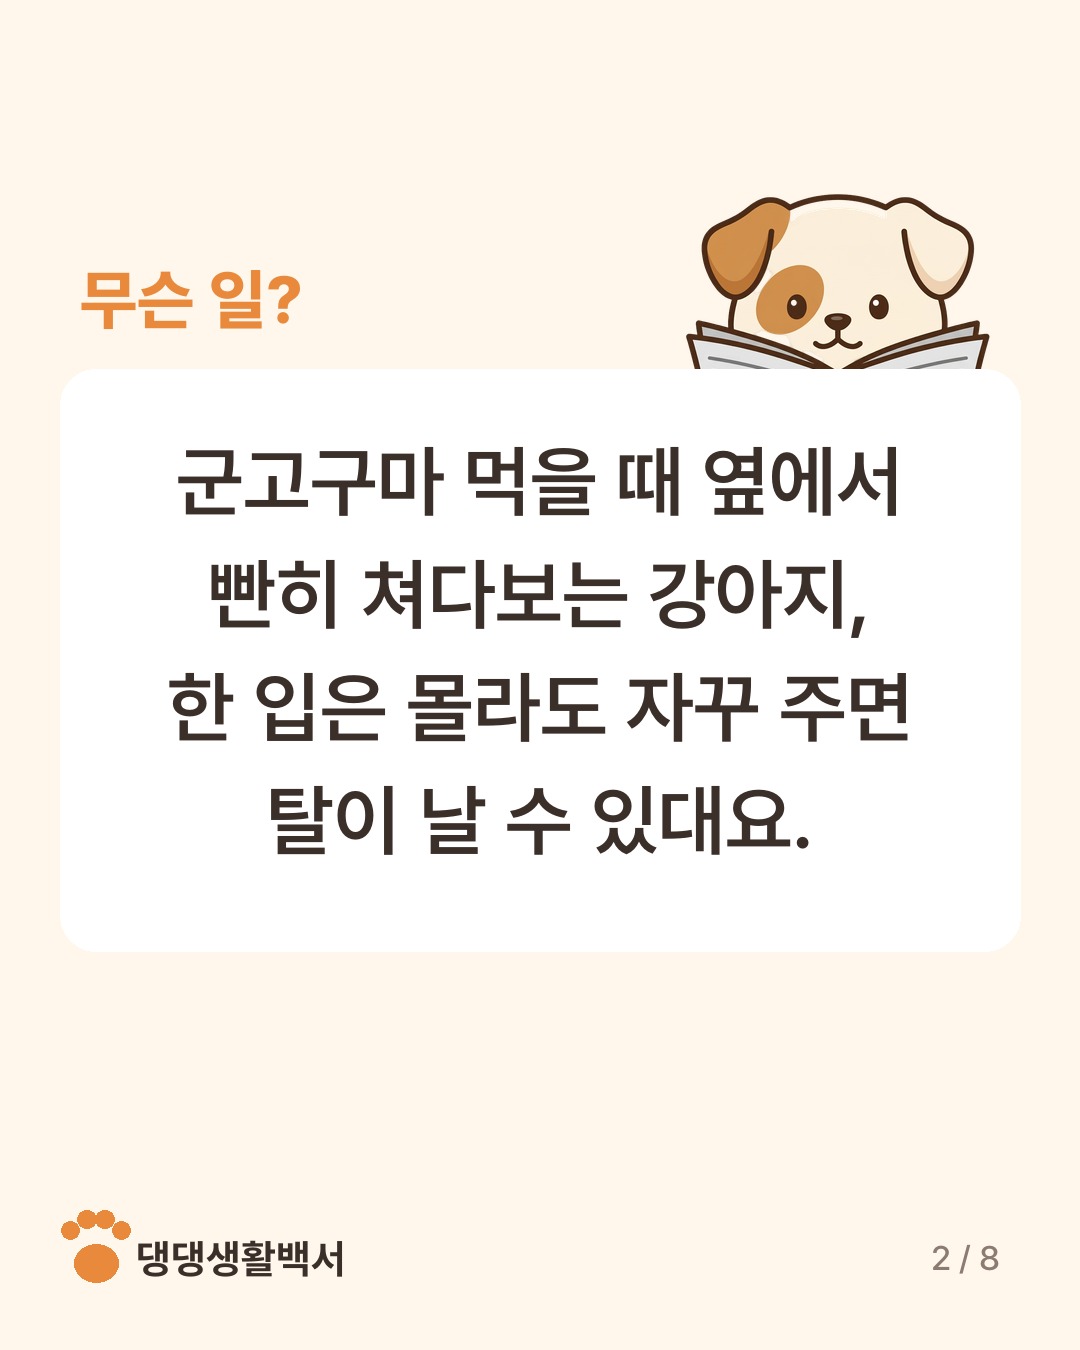 무슨 일?
군고구마 먹을 때 옆에서
빤히 쳐다보는 강아지,
한 입은 몰라도 자꾸 주면
탈이 날 수 있대요.
댕댕생활백서
2 / 8